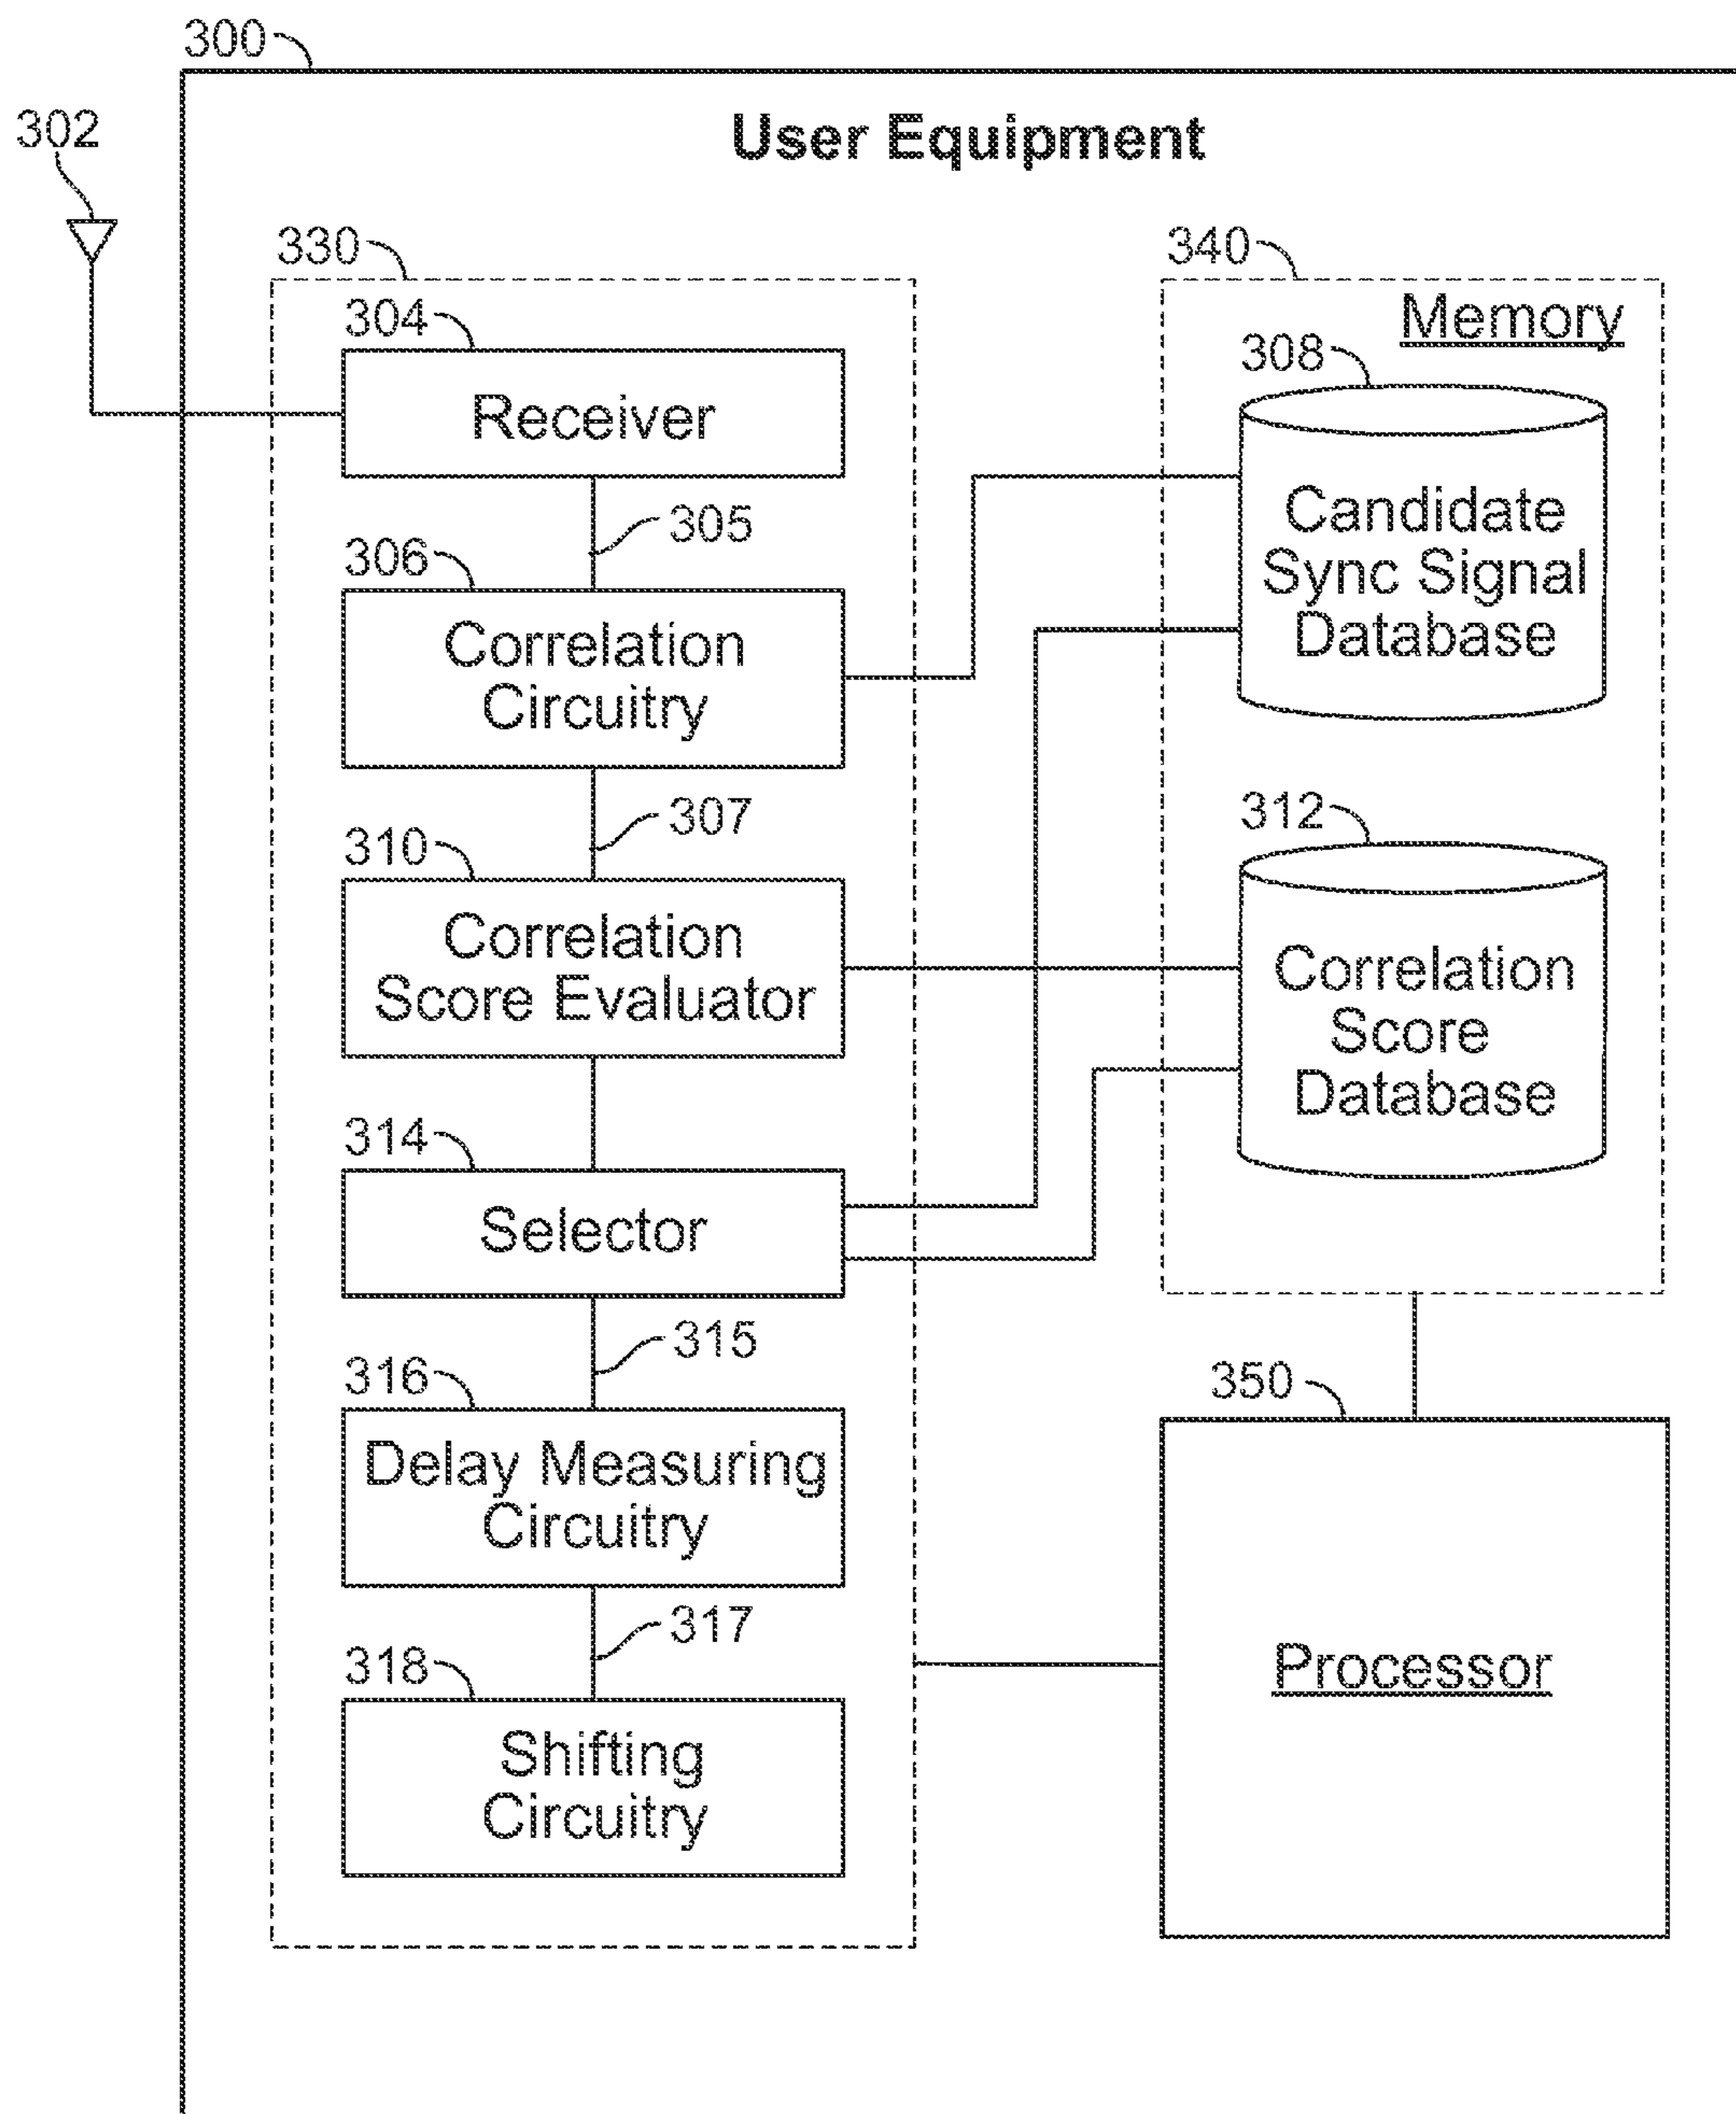 300
302
User Equipment
330
340
304
Memory
308
Receiver
Candidate
Sync Signal
Database
305
306
Correlation
Circuitry
307
312
310
Correlation
Score Evaluator
Correlation
Score
Database
314
Selector
315
316
350
Delay Measuring
Circuitry
317
318
Processor
Shifting
Circuitry